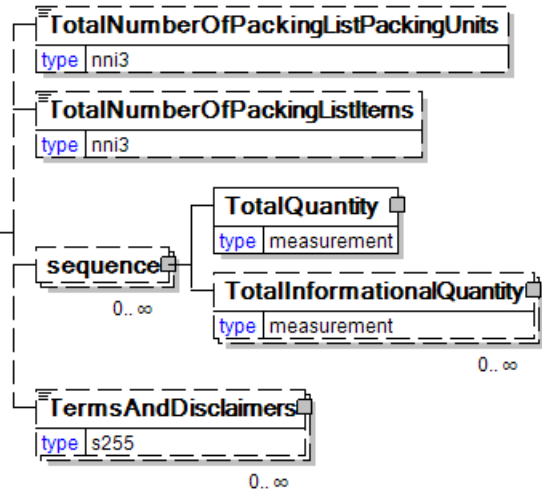 TotalNumberOfPackingListPackingUnits
type nni3
TotalNumberOfPackingListItems
type nni3
TotalQuantity
type measurement
sequence
0.. ∞
TotalInformationalQuantity
type measurement
0.. ∞
TermsAndDisclaimers
type s255
0.. ∞